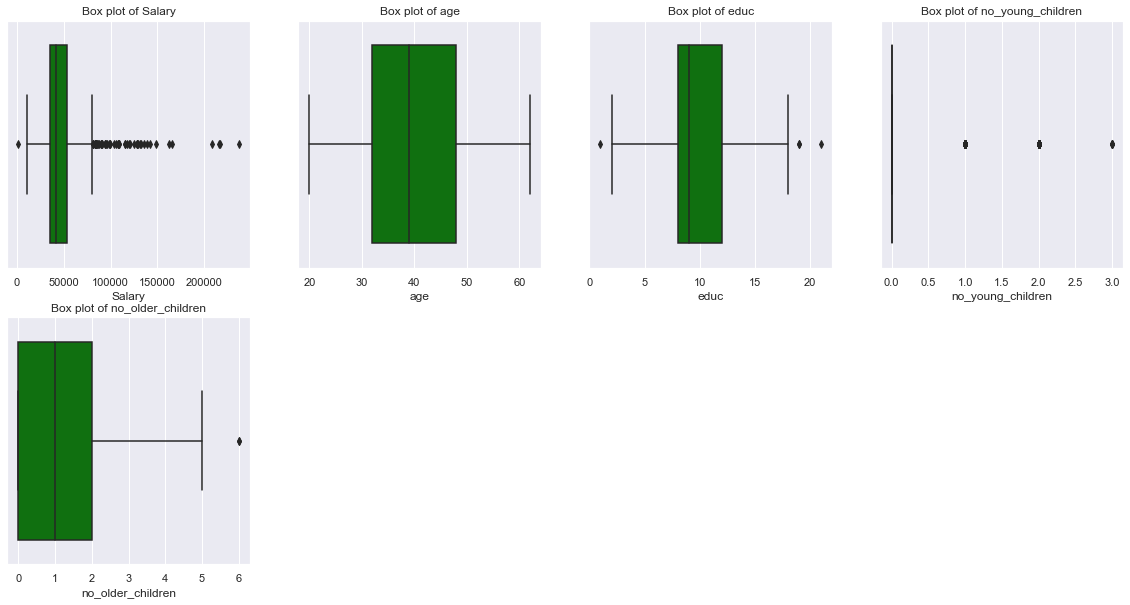 Box plot of Salary
0 50000 100000 150000 200000
Salary
Box plot of age
20 30 40 50 60
age
Box plot of educ
0 5 10 15 20
educ
Box plot of no_young_children
0.0 0.5 1.0 1.5 2.0 2.5 3.0
no_young_children
Box plot of no_older_children
0 1 2 3 4 5 6
no_older_children